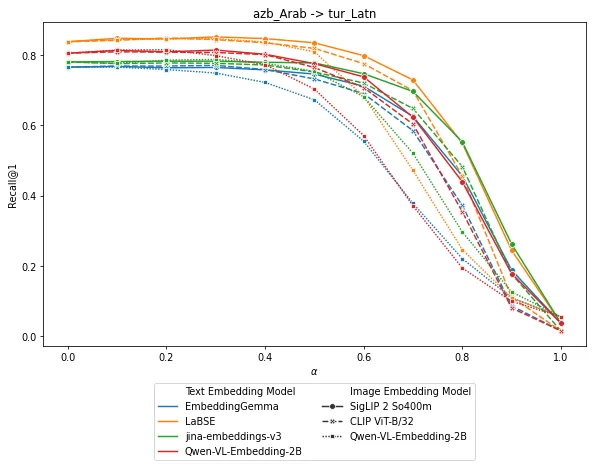 azb_Arab -> tur_Latn
Recall@1
0.8
0.6
0.4
0.2
0.0
0.0 0.2 0.4 0.6 0.8 1.0
α
Text Embedding Model
EmbeddingGemma
LaBSE
jina-embeddings-v3
Qwen-VL-Embedding-2B
Image Embedding Model
SigLIP 2 So400m
CLIP ViT-B/32
Qwen-VL-Embedding-2B